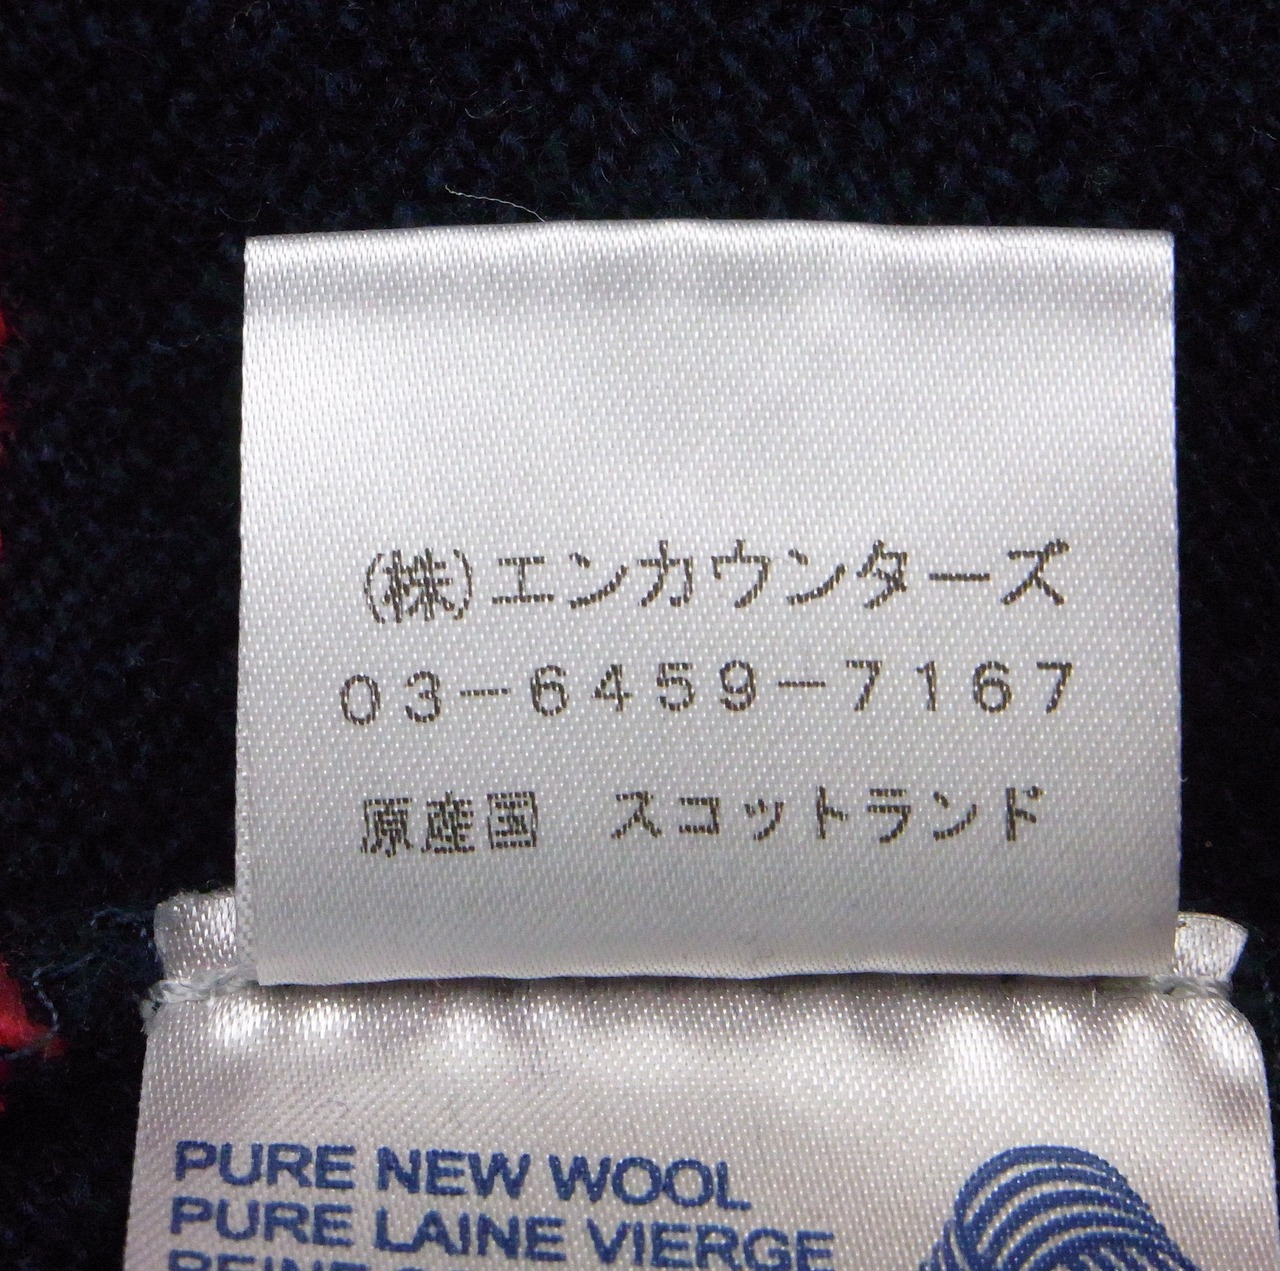 (株)エンカウンターズ
03-6459-7167
原産国　スコットランド
PURE NEW WOOL
PURE LAINE VIERGE